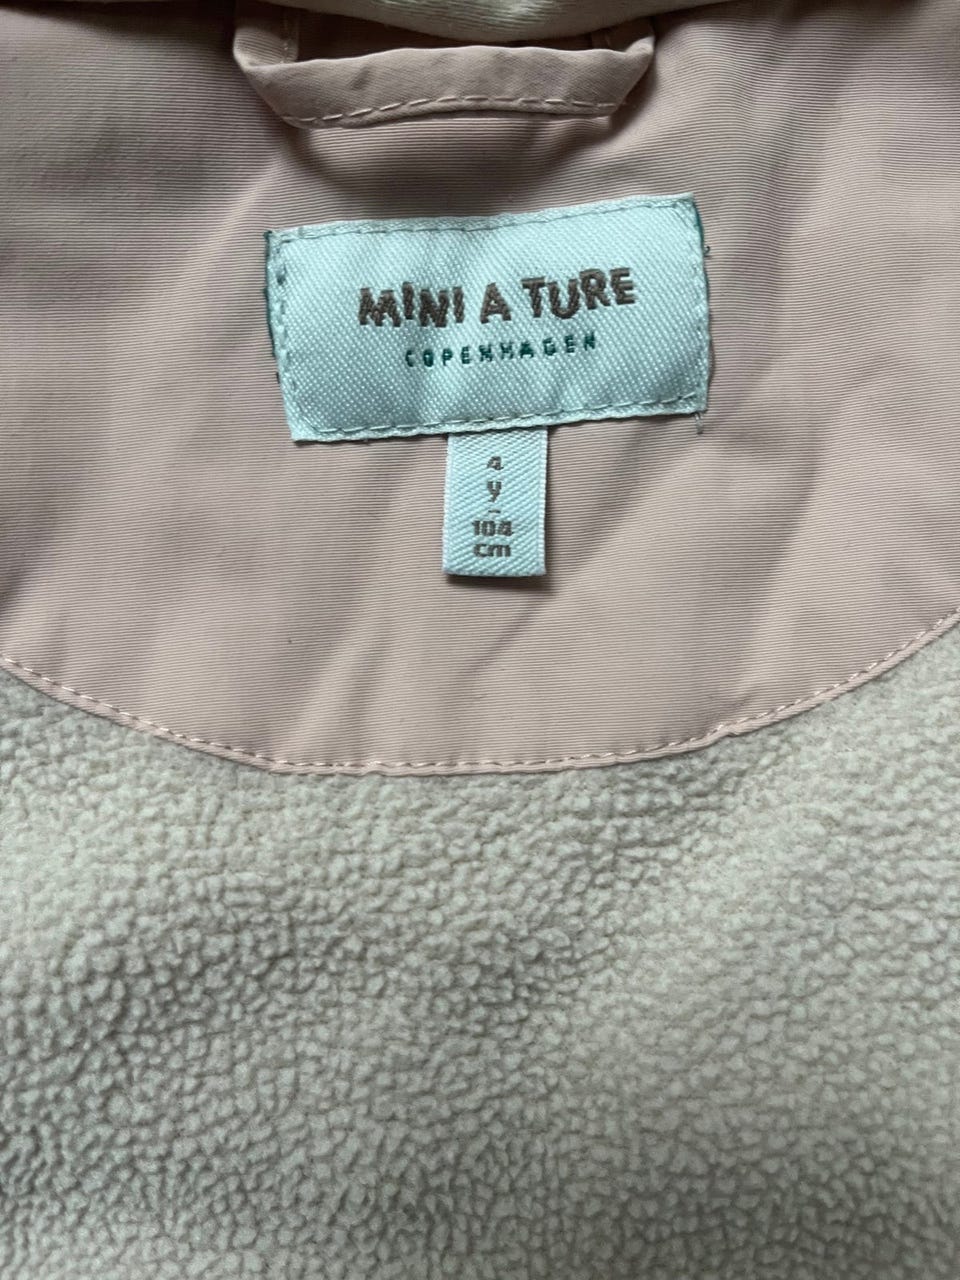 MINI A TURE
COPENHAGEN
4
y
-
104
cm